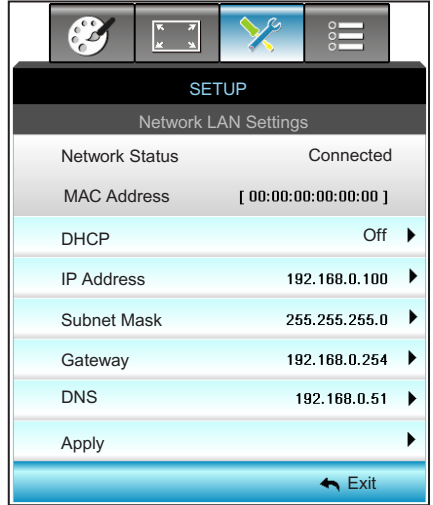 SETUP
Network LAN Settings
Network Status Connected
MAC Address [ 00:00:00:00:00:00 ]
DHCP Off
IP Address 192.168.0.100
Subnet Mask 255.255.255.0
Gateway 192.168.0.254
DNS 192.168.0.51
Apply
Exit